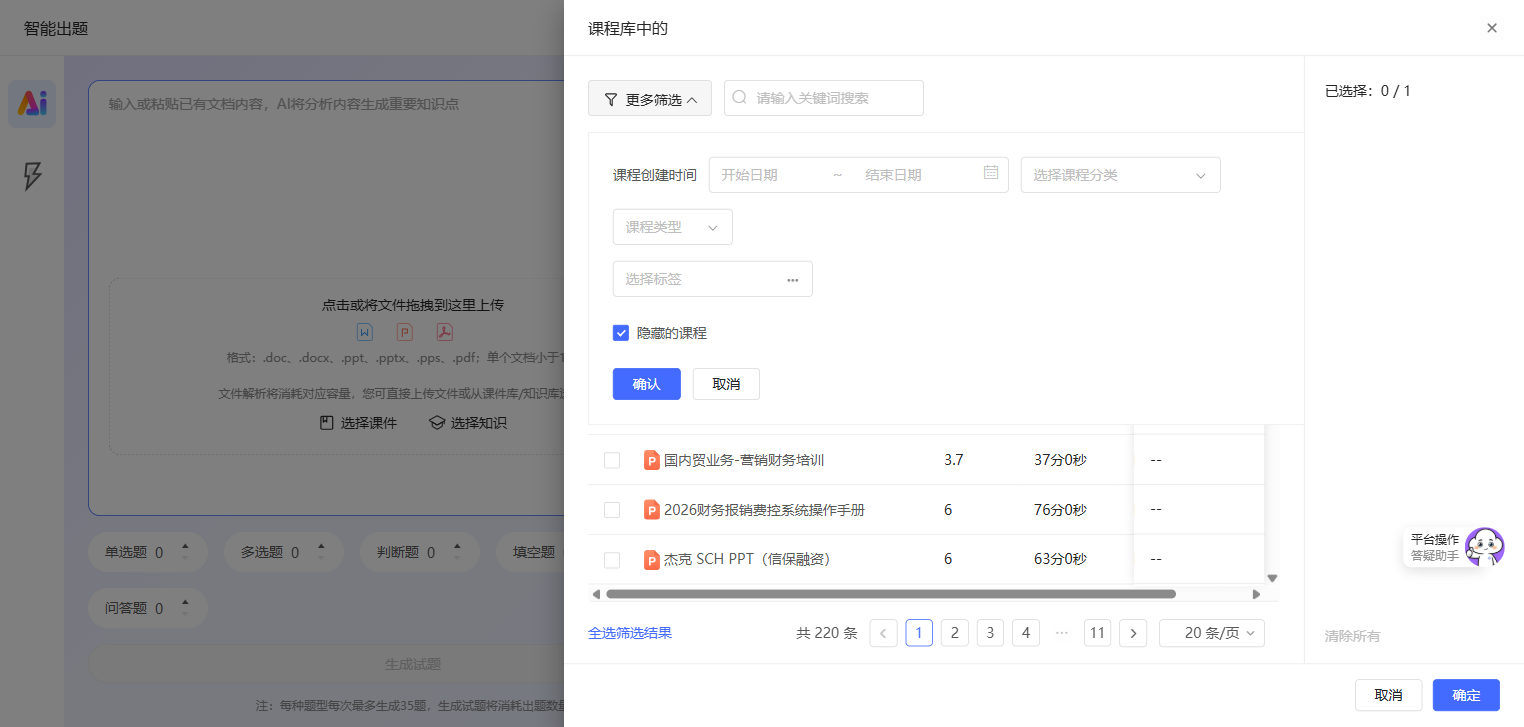 智能出题
Ai
输入或粘贴已有文档内容，AI将分析内容生成重要知识点
点击或将文件拖拽到这里上传
W P
格式：.doc、.docx、.ppt、.pptx、.pps、.pdf；单个文档小于1
文件解析将消耗对应容量，您可直接上传文件或从课件库/知识库
选择课件 选择知识
单选题 0 多选题 0 判断题 0 填空题
问答题 0
生成试题
注：每种题型每次最多生成35题，生成试题将消耗出题数
课程库中的
更多筛选 请输入关键词搜索
课程创建时间 开始日期 ~ 结束日期 选择课程分类
课程类型
选择标签 ...
隐藏的课程
确认 取消
P 国内贸业务-营销财务培训 3.7 37分0秒 --
P 2026财务报销费控系统操作手册 6 76分0秒 --
P 杰克 SCH PPT（信保融资） 6 63分0秒 --
全选筛选结果 共 220 条 < 1 2 3 4 ··· 11 > 20 条/页
已选择：0 / 1
平台操作
答疑助手
清除所有
取消 确定